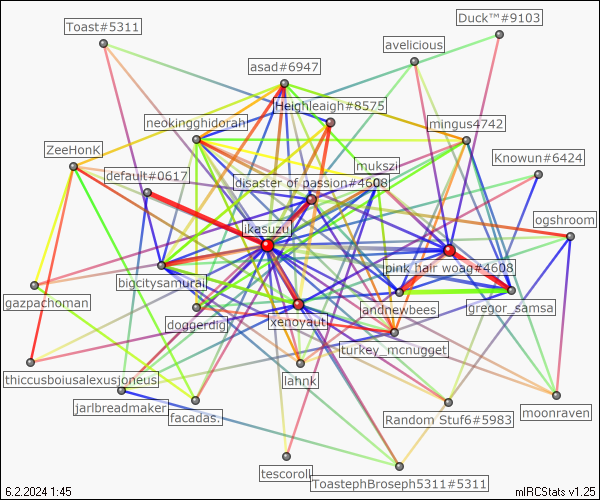 Toast#5311
Duck™#9103
avelicious
asad#6947
Heighleaigh#8575
neokingghidorah
mingus4742
ZeeHonK
mukszi
Knowun#6424
default#0617
disaster of passion#4608
ogshroom
ikasuzu
pink hair woag#4608
bigcitysamurai
gazpachoman
andnewbees
gregor_samsa
doggerdig
xenoyaut
turkey_mcnugget
thiccusboiusalexusjoneus
lahnk
jarlbreadmaker
facadas.
Random Stuf6#5983
moonraven
tescoroll
ToastephBroseph5311#5311
6.2.2024 1:45
mIRCStats v1.25